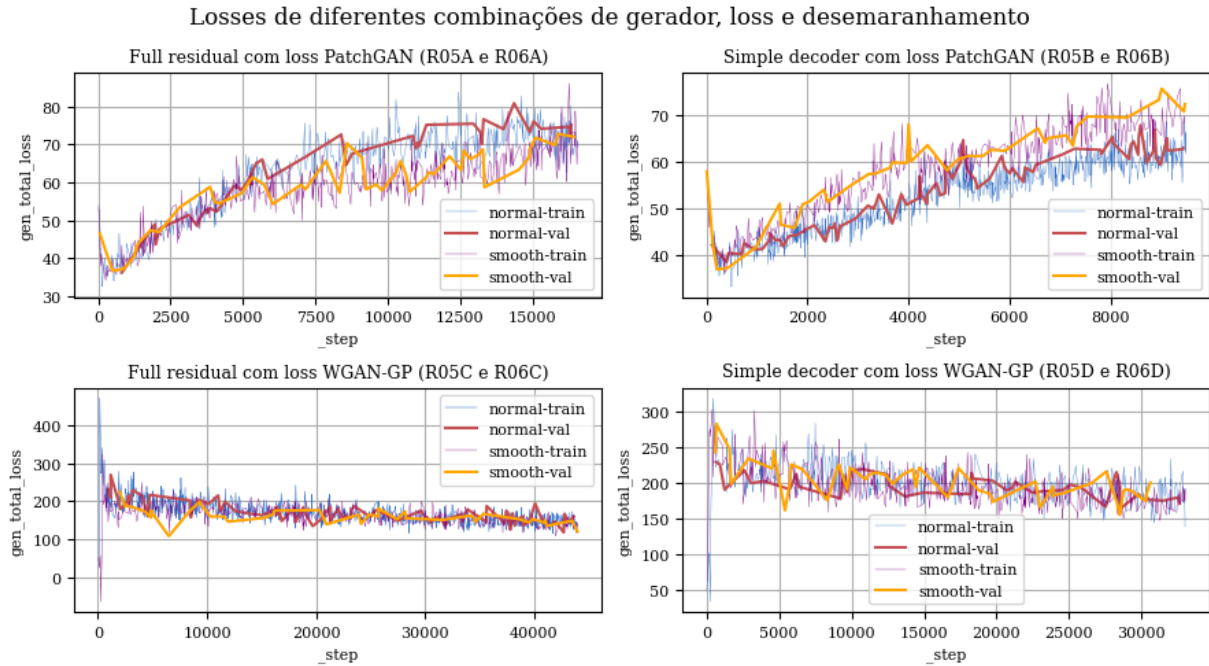 Losses de diferentes combinações de gerador, loss e desemaranhamento
Full residual com loss PatchGAN (R05A e R06A)
gen_total_loss
80
70
60
50
40
30
normal-train
normal-val
smooth-train
smooth-val
0
2500
5000
7500
10000
12500
15000
_step
Simple decoder com loss PatchGAN (R05B e R06B)
gen_total_loss
70
60
50
40
normal-train
normal-val
smooth-train
smooth-val
0
2000
4000
6000
8000
_step
Full residual com loss WGAN-GP (R05C e R06C)
gen_total_loss
400
300
200
100
0
normal-train
normal-val
smooth-train
smooth-val
0
10000
20000
30000
40000
_step
Simple decoder com loss WGAN-GP (R05D e R06D)
gen_total_loss
300
250
200
150
100
50
normal-train
normal-val
smooth-train
smooth-val
0
5000
10000
15000
20000
25000
30000
_step